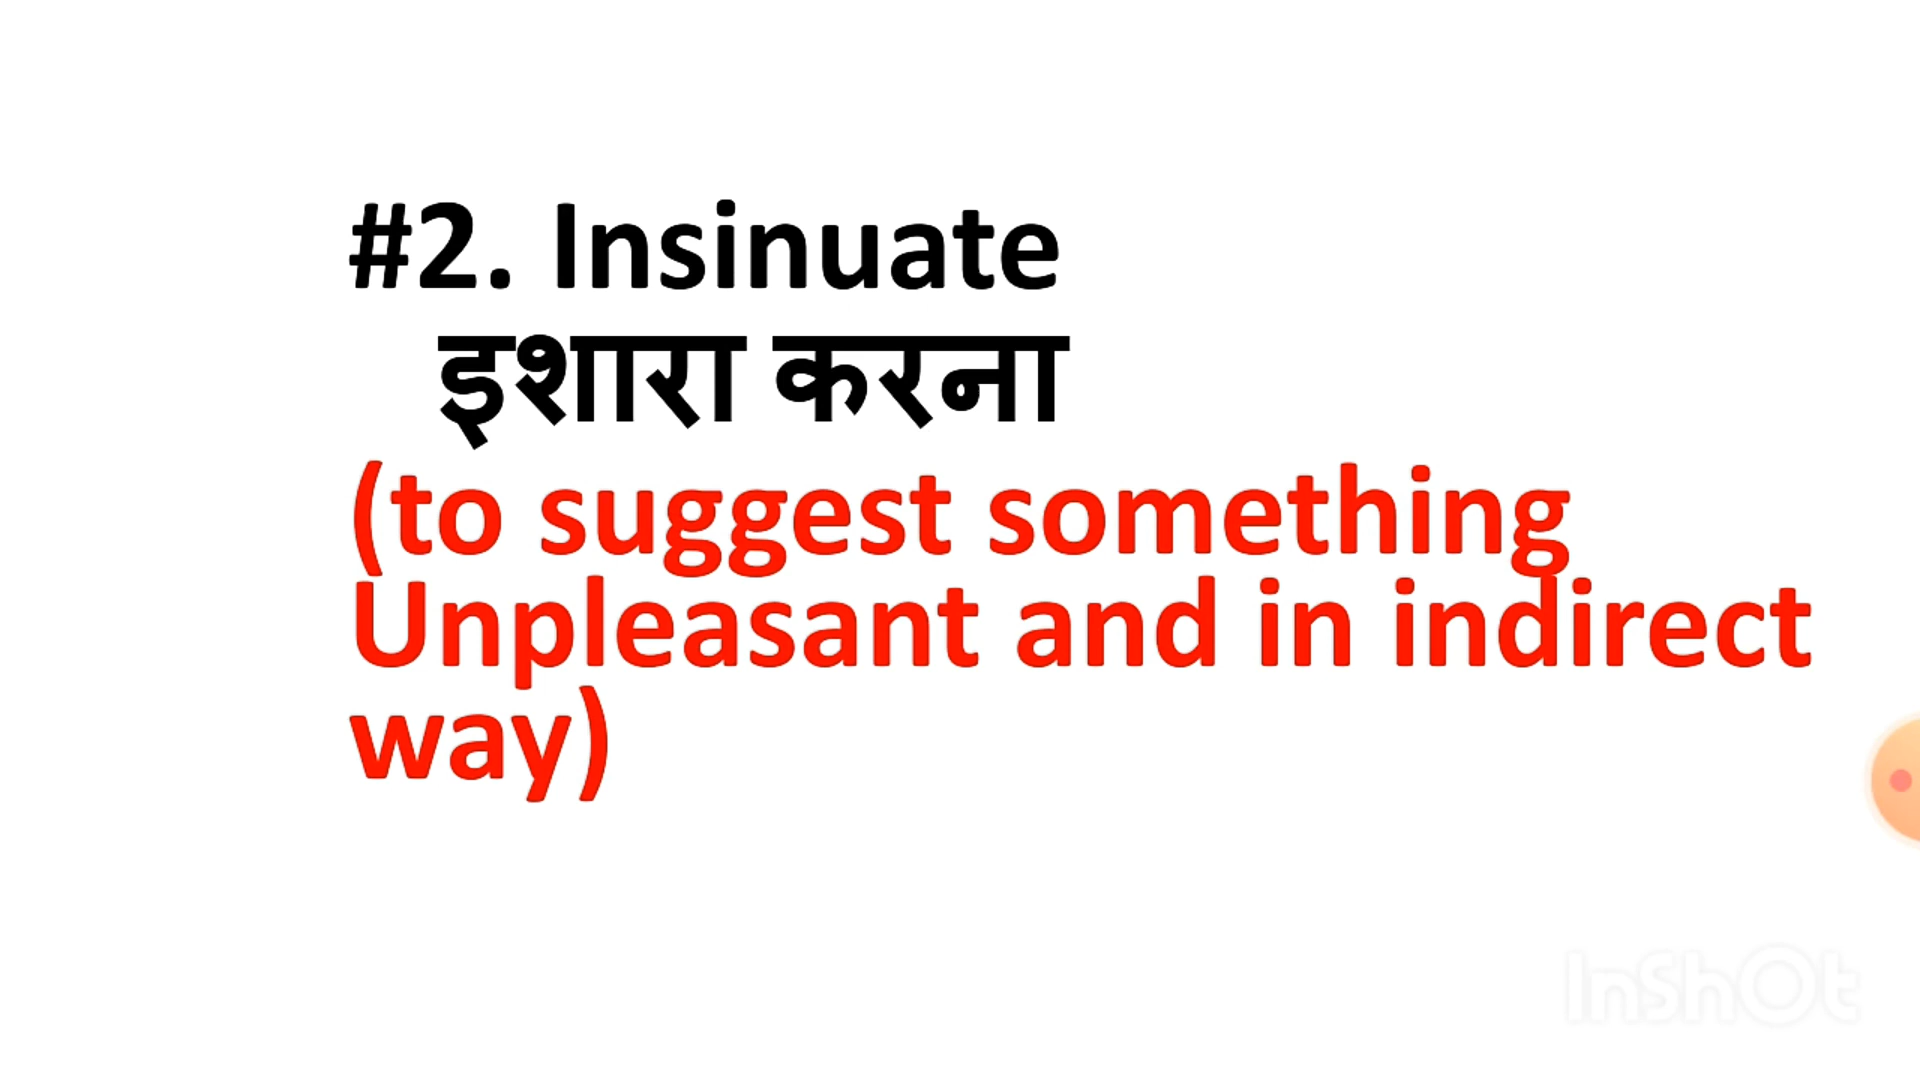 #2. Insinuate
इशारा करना
(to suggest something
Unpleasant and in indirect
way)
InShOt